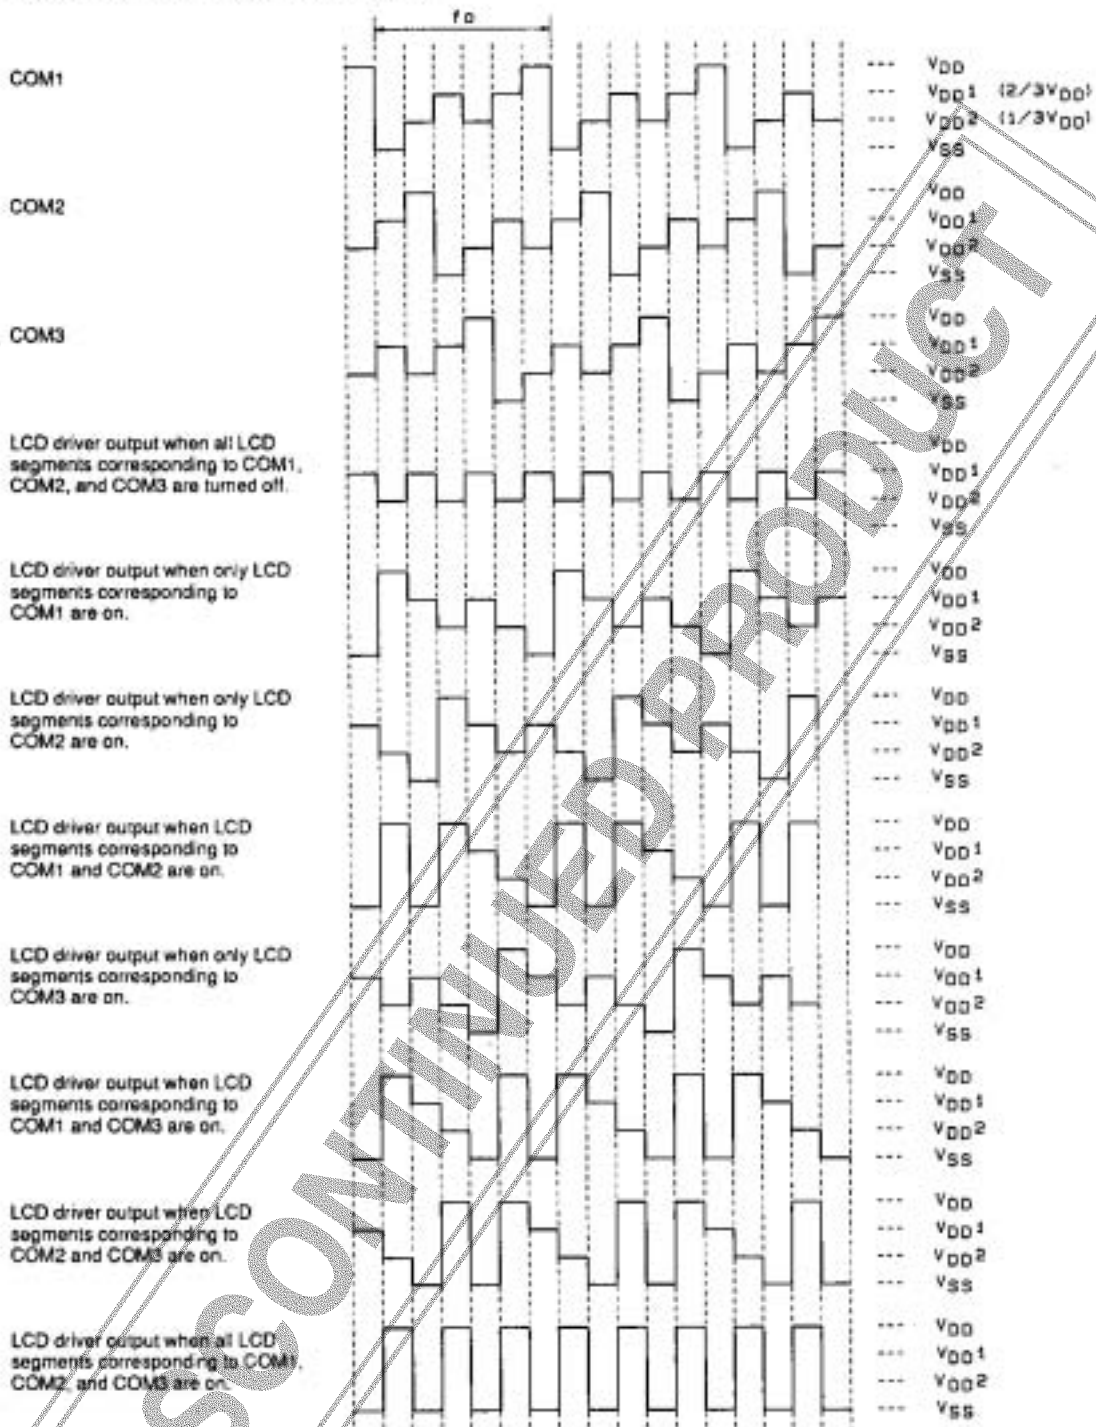 fo
COM1
VDD
VDD1 (2/3VDD)
VDD2 (1/3VDD)
VSS
COM2
VDD
VDD1
VDD2
VSS
COM3
VDD
VDD1
VDD2
VSS
LCD driver output when all LCD
segments corresponding to COM1,
COM2, and COM3 are turned off.
VDD
VDD1
VDD2
VSS
LCD driver output when only LCD
segments corresponding to
COM1 are on.
VDD
VDD1
VDD2
VSS
LCD driver output when only LCD
segments corresponding to
COM2 are on.
VDD
VDD1
VDD2
VSS
LCD driver output when LCD
segments corresponding to
COM1 and COM2 are on.
VDD
VDD1
VDD2
VSS
LCD driver output when only LCD
segments corresponding to
COM3 are on.
VDD
VDD1
VDD2
VSS
LCD driver output when LCD
segments corresponding to
COM1 and COM3 are on.
VDD
VDD1
VDD2
VSS
LCD driver output when LCD
segments corresponding to
COM2 and COM3 are on.
VDD
VDD1
VDD2
VSS
LCD driver output when all LCD
segments corresponding to COM1,
COM2, and COM3 are on.
VDD
VDD1
VDD2
VSS
SCONTINUED PRODUCT